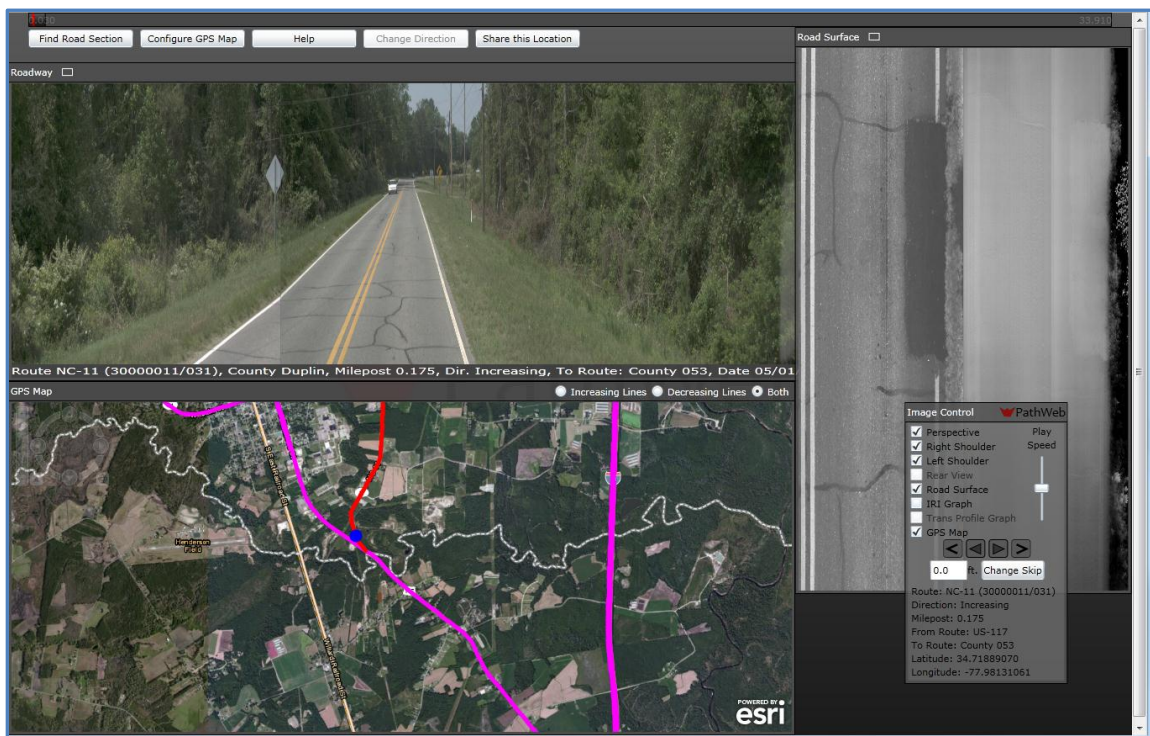 33.910
Find Road Section
Configure GPS Map
Help
Change Direction
Share this Location
Road Surface
Roadway
Route NC-11 (30000011/031), County Duplin, Milepost 0.175, Dir. Increasing, To Route: County 053, Date 05/01
GPS Map
Increasing Lines
Decreasing Lines
Both
Henderson
Field
POWERED BY
esri
Image Control
PathWeb
Perspective
Right Shoulder
Left Shoulder
Rear View
Road Surface
IRI Graph
Trans Profile Graph
GPS Map
Play
Speed
<
>
0.0
ft.
Change Skip
Route: NC-11 (30000011/031)
Direction: Increasing
Milepost: 0.175
From Route: US-117
To Route: County 053
Latitude: 34.71889070
Longitude: -77.98131061